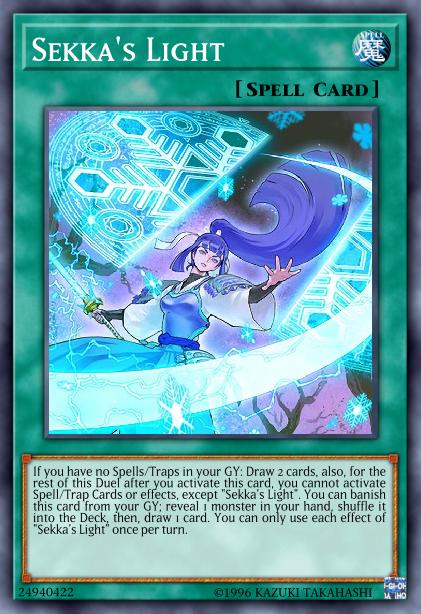 SEKKA'S LIGHT
SPELL
魔
[ SPELL CARD ]
If you have no Spells/Traps in your GY: Draw 2 cards, also, for the
rest of this Duel after you activate this card, you cannot activate
Spell/Trap Cards or effects, except "Sekka's Light". You can banish
this card from your GY; reveal 1 monster in your hand, shuffle it
into the Deck, then, draw 1 card. You can only use each effect of
"Sekka's Light" once per turn.
24940422
©1996 KAZUKI TAKAHASHI